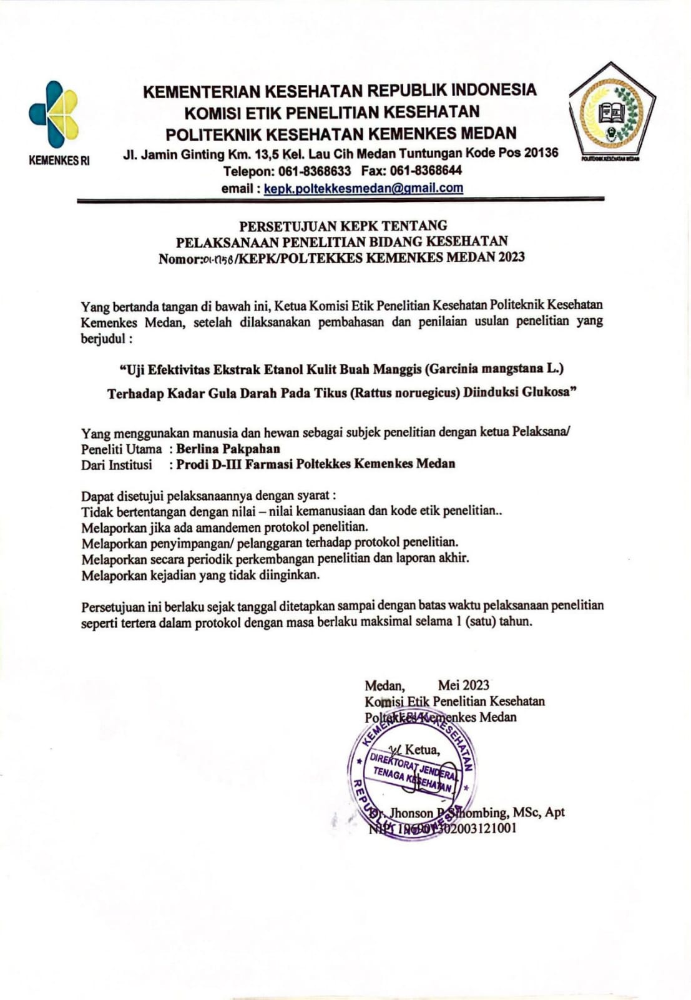 KEMENTERIAN KESEHATAN REPUBLIK INDONESIA
KOMISI ETIK PENELITIAN KESEHATAN
POLITEKNIK KESEHATAN KEMENKES MEDAN
Jl. Jamin Ginting Km. 13,5 Kel. Lau Cih Medan Tuntungan Kode Pos 20136
Telepon: 061-8368633 Fax: 061-8368644
email : kepk.poltekkesmedan@gmail.com
KEMENKES RI
POLITEKNIK KESEHATAN MEDAN
PERSETUJUAN KEPK TENTANG
PELAKSANAAN PENELITIAN BIDANG KESEHATAN
Nomor: /KEPK/POLTEKKES KEMENKES MEDAN 2023
Yang bertanda tangan di bawah ini, Ketua Komisi Etik Penelitian Kesehatan Politeknik Kesehatan
Kemenkes Medan, setelah dilaksanakan pembahasan dan penilaian usulan penelitian yang
berjudul :
“Uji Efektivitas Ekstrak Etanol Kulit Buah Manggis (Garcinia mangstana L.)
Terhadap Kadar Gula Darah Pada Tikus (Rattus noruegicus) Diinduksi Glukosa”
Yang menggunakan manusia dan hewan sebagai subjek penelitian dengan ketua Pelaksana/
Peneliti Utama : Berlina Pakpahan
Dari Institusi : Prodi D-III Farmasi Poltekkes Kemenkes Medan
Dapat disetujui pelaksanaannya dengan syarat :
Tidak bertentangan dengan nilai – nilai kemanusiaan dan kode etik penelitian..
Melaporkan jika ada amandemen protokol penelitian.
Melaporkan penyimpangan/ pelanggaran terhadap protokol penelitian.
Melaporkan secara periodik perkembangan penelitian dan laporan akhir.
Melaporkan kejadian yang tidak diinginkan.
Persetujuan ini berlaku sejak tanggal ditetapkan sampai dengan batas waktu pelaksanaan penelitian
seperti tertera dalam protokol dengan masa berlaku maksimal selama 1 (satu) tahun.
Medan, Mei 2023
Komisi Etik Penelitian Kesehatan
Poltekkes Kemenkes Medan
Ketua,
KEMENTERIAN KESEHATAN
DIREKTORAT JENDERAL
TENAGA KESEHATAN
REPUBLIK INDONESIA
Dr. Jhonson P Sihombing, MSc, Apt
NIP. 196901302003121001